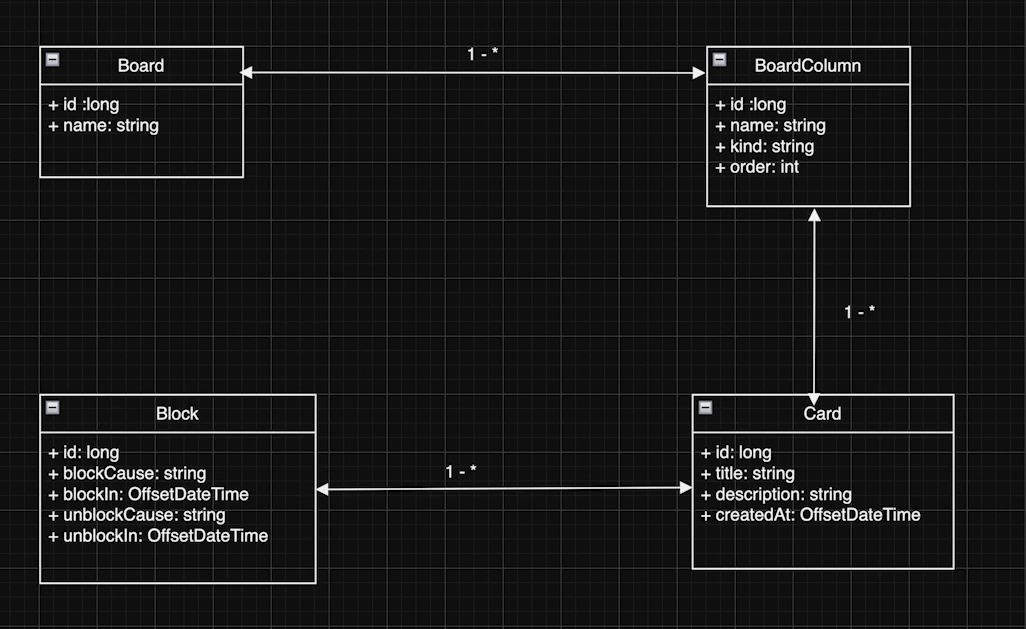 1 - *
Board
+ id :long
+ name: string
BoardColumn
+ id :long
+ name: string
+ kind: string
+ order: int
1 - *
Block
+ id: long
+ blockCause: string
+ blockIn: OffsetDateTime
+ unblockCause: string
+ unblockIn: OffsetDateTime
1 - *
Card
+ id: long
+ title: string
+ description: string
+ createdAt: OffsetDateTime